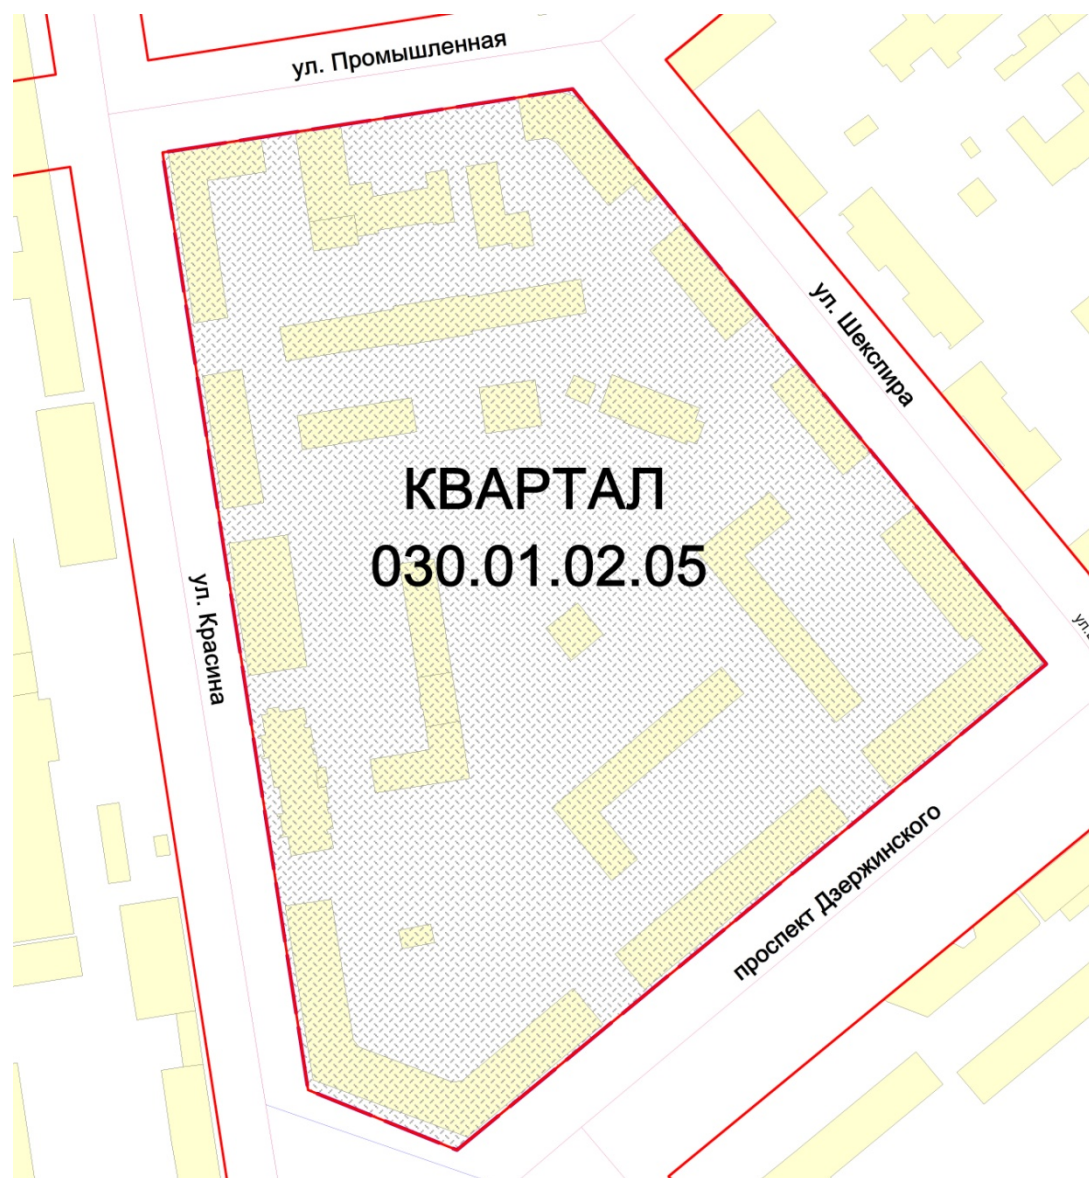 ул. Промышленная
ул. Шекспира
КВАРТАЛ
030.01.02.05
ул. Красина
проспект Дзержинского